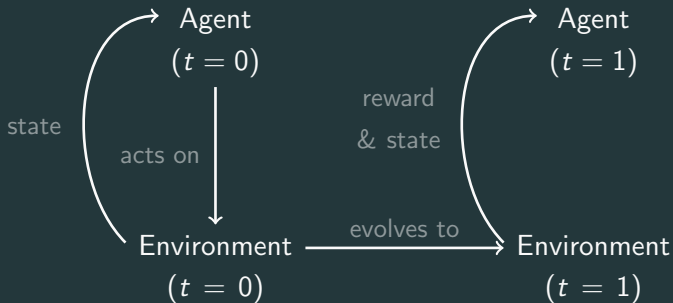 Agent
(t = 0)
Agent
(t = 1)
state
acts on
reward
& state
evolves to
Environment
(t = 0)
Environment
(t = 1)